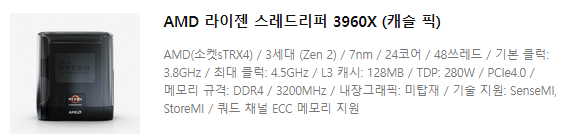 AMD 라이젠 스레드리퍼 3960X (캐슬 픽)
AMD(소켓sTRX4) / 3세대 (Zen 2) / 7nm / 24코어 / 48쓰레드 / 기본 클럭:
3.8GHz / 최대 클럭: 4.5GHz / L3 캐시: 128MB / TDP: 280W / PCIe4.0 /
메모리 규격: DDR4 / 3200MHz / 내장그래픽: 미탑재 / 기술 지원: SenseMI,
StoreMI / 쿼드 채널 ECC 메모리 지원
RYZEN
AMD